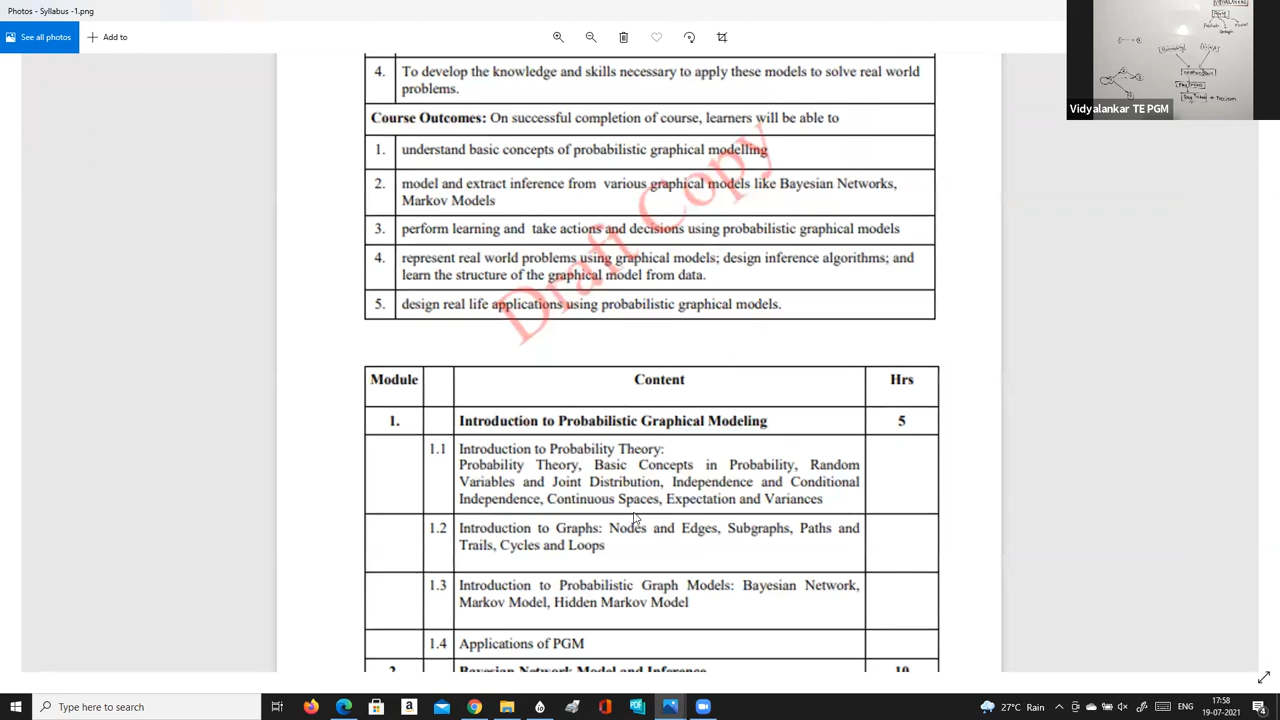 Photos - Syllabus -1.png
See all photos
Add to
Vidyalankar TE PGM
4. To develop the knowledge and skills necessary to apply these models to solve real world
problems.
Course Outcomes: On successful completion of course, learners will be able to
1. understand basic concepts of probabilistic graphical modelling
2. model and extract inference from various graphical models like Bayesian Networks,
Markov Models
3. perform learning and take actions and decisions using probabilistic graphical models
4. represent real world problems using graphical models; design inference algorithms; and
learn the structure of the graphical model from data.
5. design real life applications using probabilistic graphical models.
Draft Copy
Module Content Hrs
1. Introduction to Probabilistic Graphical Modeling 5
1.1 Introduction to Probability Theory:
Probability Theory, Basic Concepts in Probability, Random
Variables and Joint Distribution, Independence and Conditional
Independence, Continuous Spaces, Expectation and Variances
1.2 Introduction to Graphs: Nodes and Edges, Subgraphs, Paths and
Trails, Cycles and Loops
1.3 Introduction to Probabilistic Graph Models: Bayesian Network,
Markov Model, Hidden Markov Model
1.4 Applications of PGM
2. Bayesian Network Model and Inference 10
Type here to search
27°C Rain
ENG
17:58
19-07-2021
4